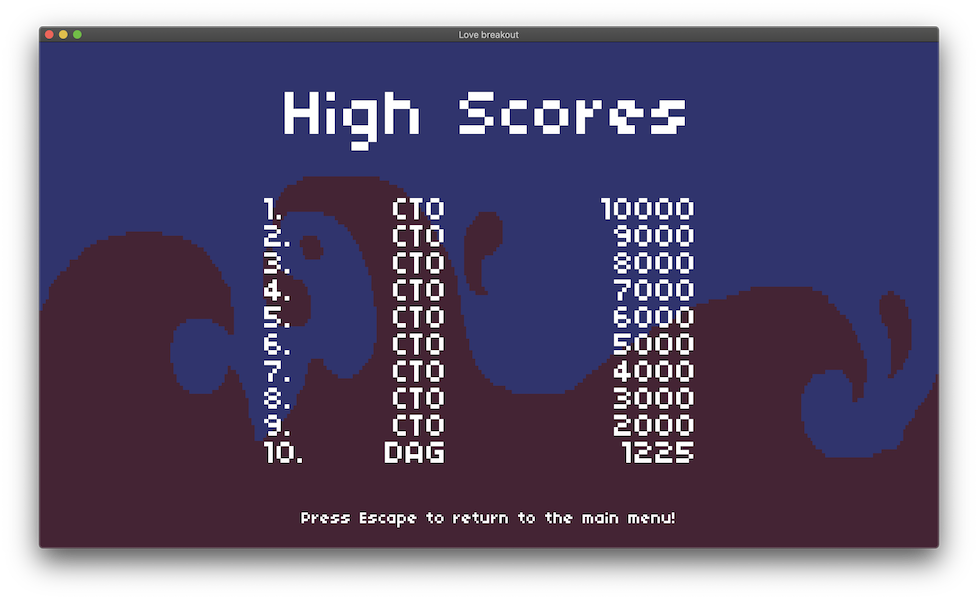 Love breakout
High Scores
1. CTO 10000
2. CTO 9000
3. CTO 8000
4. CTO 7000
5. CTO 6000
6. CTO 5000
7. CTO 4000
8. CTO 3000
9. CTO 2000
10. DAG 1225
Press Escape to return to the main menu!